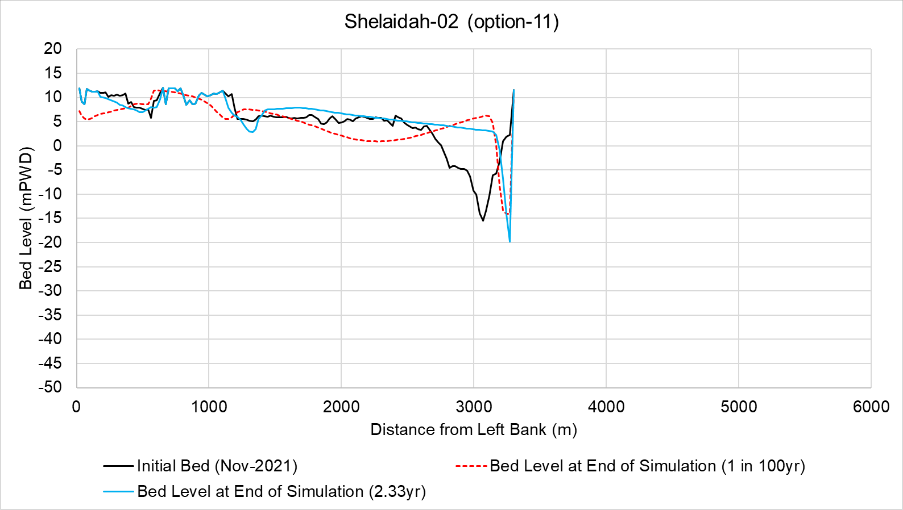 Shelaidah-02 (option-11)
20
15
10
5
0
-5
-10
-15
-20
-25
-30
-35
-40
-45
-50
Bed Level (mPWD)
0 1000 2000 3000 4000 5000 6000
Distance from Left Bank (m)
Initial Bed (Nov-2021)
Bed Level at End of Simulation (1 in 100yr)
Bed Level at End of Simulation (2.33yr)